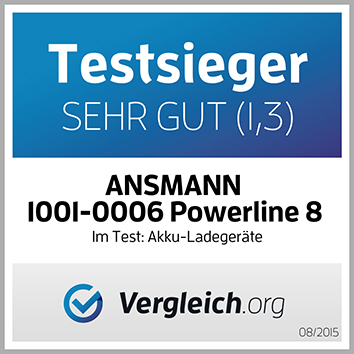 Testsieger
SEHR GUT (1,3)
ANSMANN
1001-0006 Powerline 8
Im Test: Akku-Ladegeräte
Vergleich.org
08/2015